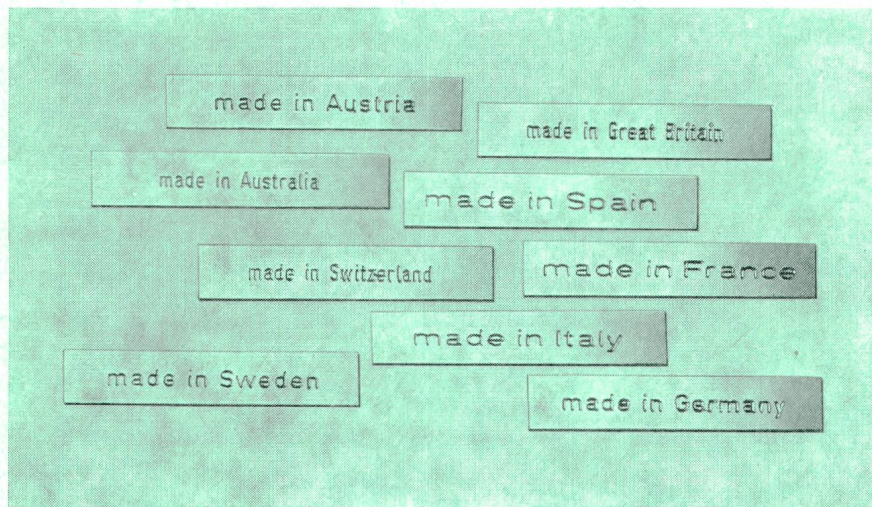 made in Austria
made in Great Britain
made in Australia
made in Spain
made in Switzerland
made in France
made in Italy
made in Sweden
made in Germany